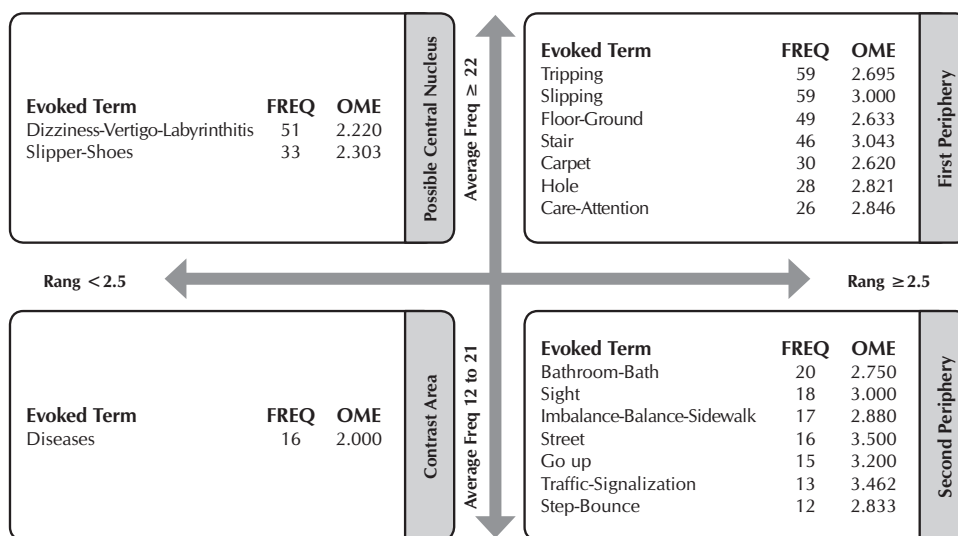 Evoked Term FREQ OME
Dizziness-Vertigo-Labyrinthitis 51 2.220
Slipper-Shoes 33 2.303
Possible Central Nucleus
Average Freq ≥ 22
Evoked Term FREQ OME
Tripping 59 2.695
Slipping 59 3.000
Floor-Ground 49 2.633
Stair 46 3.043
Carpet 30 2.620
Hole 28 2.821
Care-Attention 26 2.846
First Periphery
Rang < 2.5
Rang ≥ 2.5
Evoked Term FREQ OME
Diseases 16 2.000
Contrast Area
Average Freq 12 to 21
Evoked Term FREQ OME
Bathroom-Bath 20 2.750
Sight 18 3.000
Imbalance-Balance-Sidewalk 17 2.880
Street 16 3.500
Go up 15 3.200
Traffic-Signalization 13 3.462
Step-Bounce 12 2.833
Second Periphery